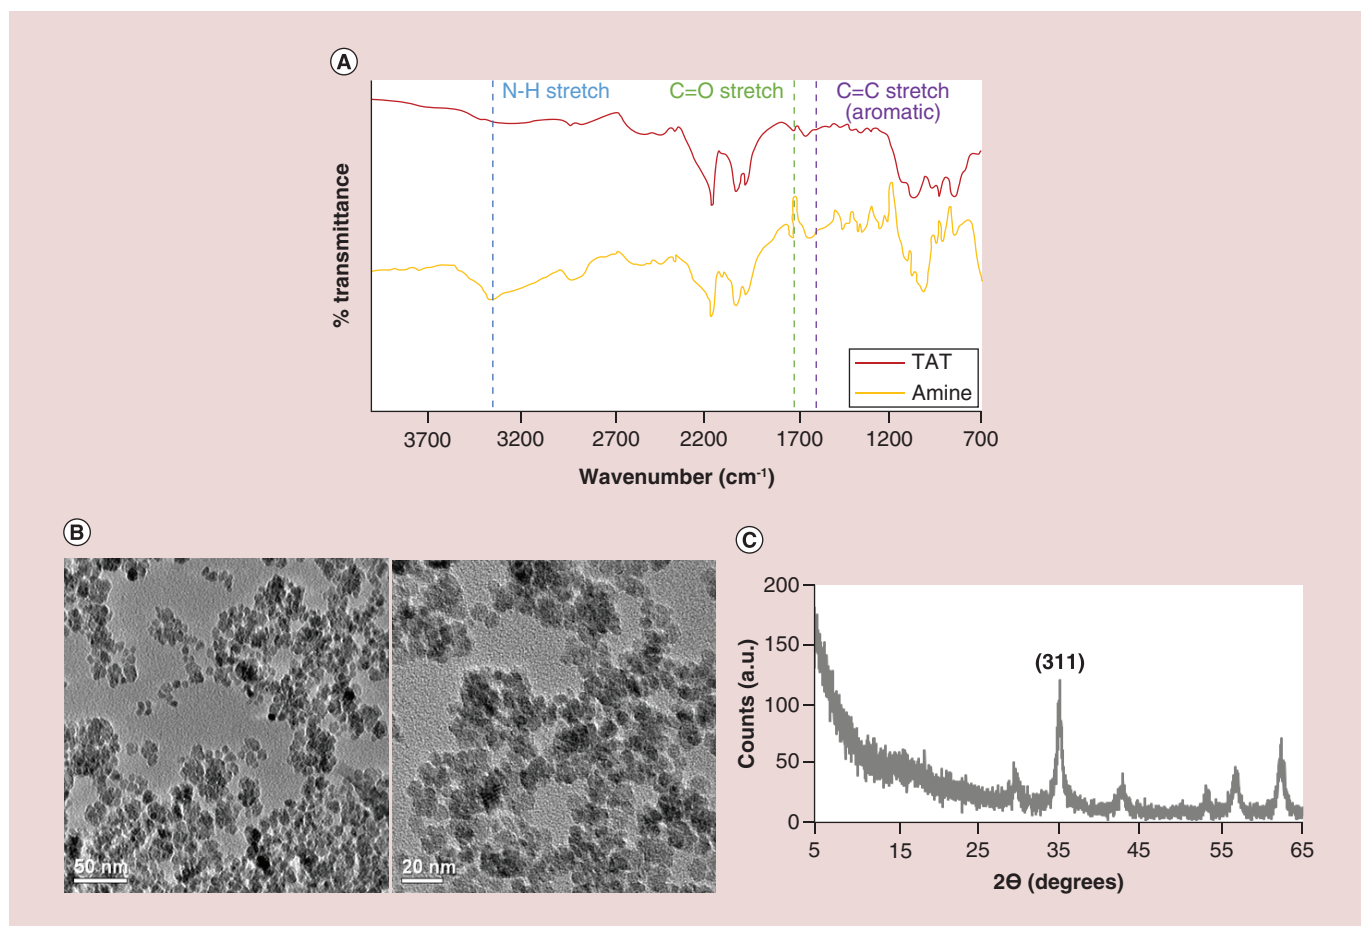 A
N-H stretch
C=O stretch
C=C stretch
(aromatic)
% transmittance
TAT
Amine
3700 3200 2700 2200 1700 1200 700
Wavenumber (cm-1)
B
50 nm
20 nm
C
200
150
100
50
0
(311)
Counts (a.u.)
5 15 25 35 45 55 65
2Θ (degrees)